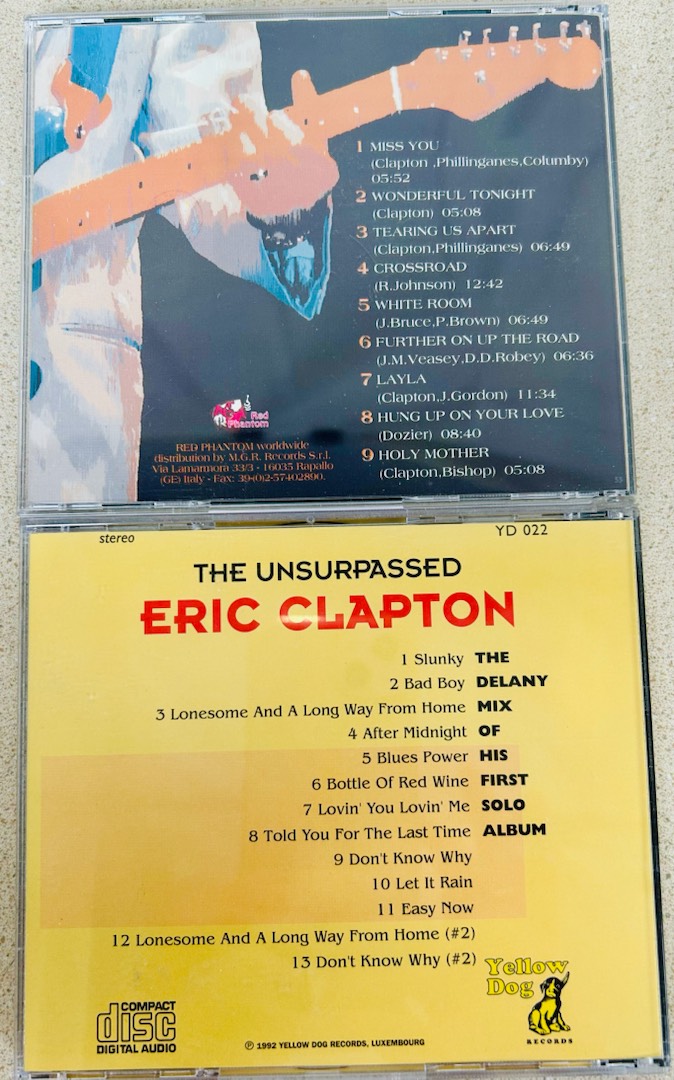 1 MISS YOU
(Clapton ,Phillinganes,Columby)
05:52
2 WONDERFUL TONIGHT
(Clapton) 05:08
3 TEARING US APART
(Clapton,Phillinganes) 06:49
4 CROSSROAD
(R.Johnson) 12:42
5 WHITE ROOM
(J.Bruce,P.Brown) 06:49
6 FURTHER ON UP THE ROAD
(J.M.Veasey,D.D.Robey) 06:36
7 LAYLA
(Clapton,J.Gordon) 11:34
8 HUNG UP ON YOUR LOVE
(Dozier) 08:40
9 HOLY MOTHER
(Clapton,Bishop) 05:08
Red
Phantom
RED PHANTOM worldwide
distribution by M.G.R. Records S.r.l.
Via Lamarmora 33/3 - 16035 Rapallo
(GE) Italy - Fax: 39-(0)2-57402890.
stereo
YD 022
THE UNSURPASSED
ERIC CLAPTON
1 Slunky THE
2 Bad Boy DELANY
3 Lonesome And A Long Way From Home MIX
4 After Midnight OF
5 Blues Power HIS
6 Bottle Of Red Wine FIRST
7 Lovin' You Lovin' Me SOLO
8 Told You For The Last Time ALBUM
9 Don't Know Why
10 Let It Rain
11 Easy Now
12 Lonesome And A Long Way From Home (#2)
13 Don't Know Why (#2)
Yellow
Dog
RECORDS
COMPACT
disc
DIGITAL AUDIO
℗ 1992 YELLOW DOG RECORDS, LUXEMBOURG